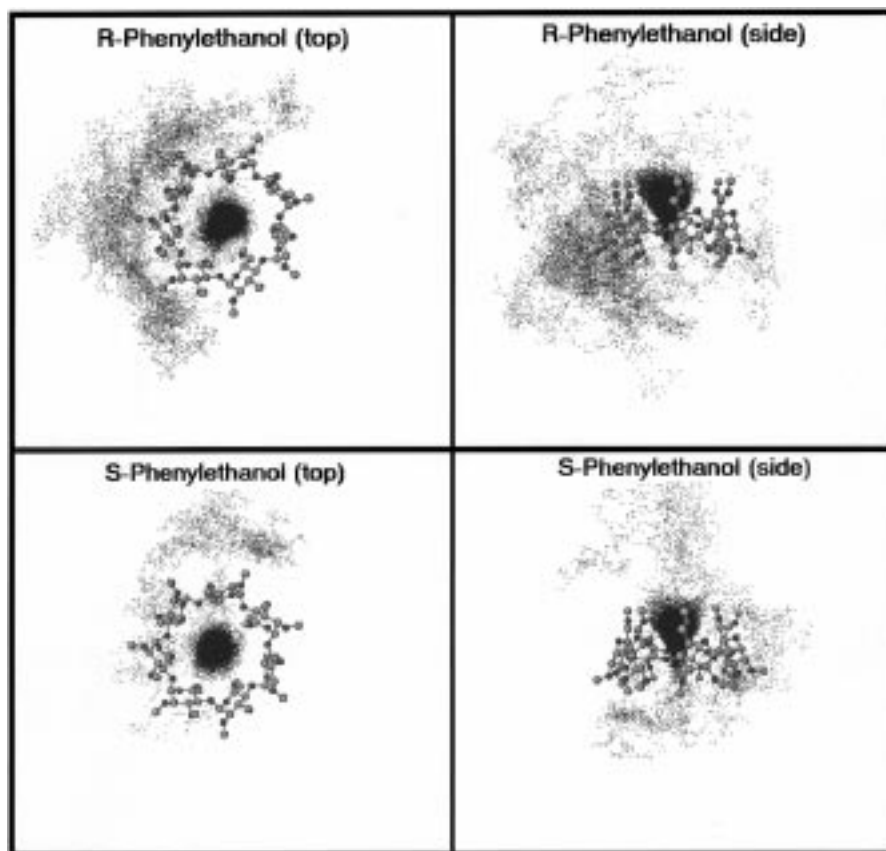 R-Phenylethanol (top)
R-Phenylethanol (side)
S-Phenylethanol (top)
S-Phenylethanol (side)